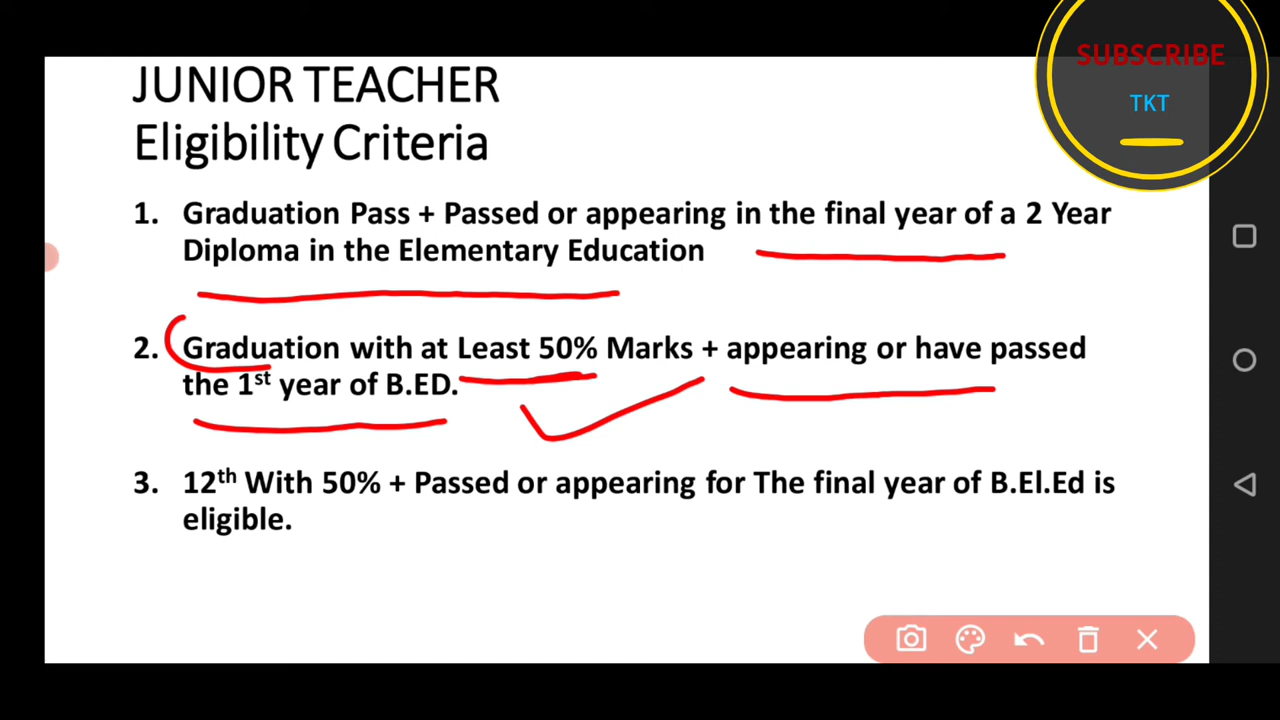 SUBSCRIBE
TKT
JUNIOR TEACHER
Eligibility Criteria
1. Graduation Pass + Passed or appearing in the final year of a 2 Year
Diploma in the Elementary Education
2. Graduation with at Least 50% Marks + appearing or have passed
the 1st year of B.ED.
3. 12th With 50% + Passed or appearing for The final year of B.El.Ed is
eligible.